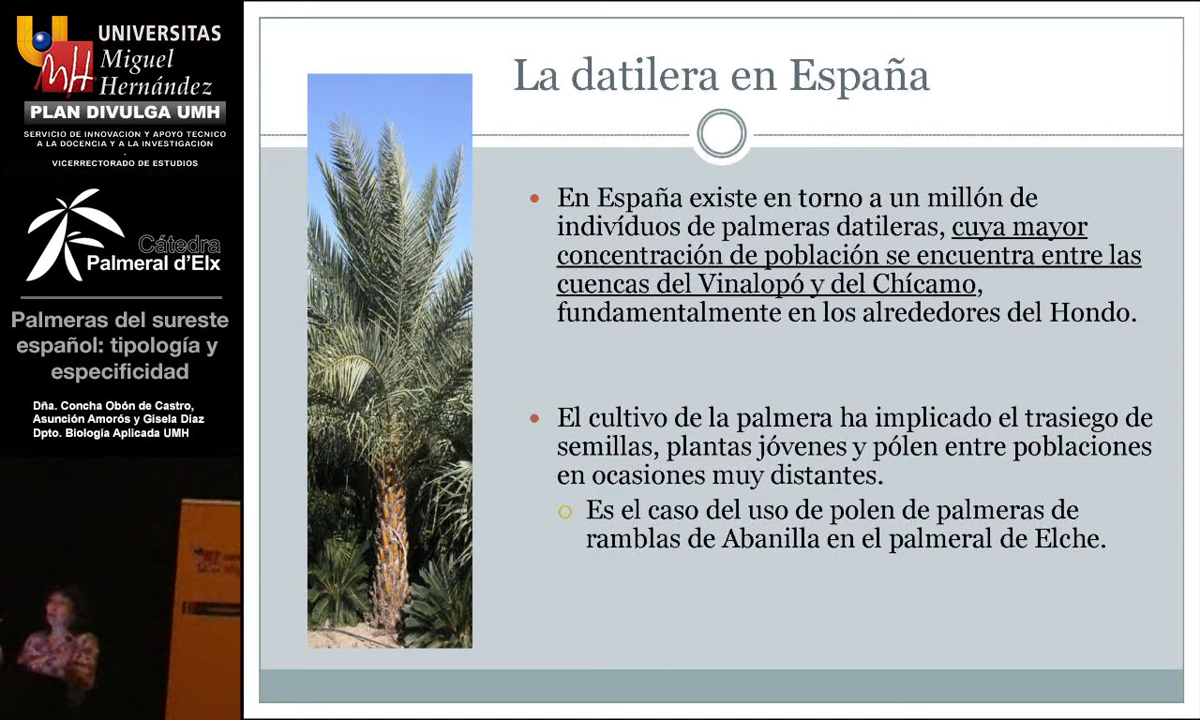 UNIVERSITAS
Miguel
Hernández
PLAN DIVULGA UMH
SERVICIO DE INNOVACION Y APOYO TECNICO
A LA DOCENCIA Y A LA INVESTIGACION
VICERRECTORADO DE ESTUDIOS
Cátedra
Palmeral d'Elx
Palmeras del sureste
español: tipología y
especificidad
Dña. Concha Obón de Castro,
Asunción Amorós y Gisela Díaz
Dpto. Biología Aplicada UMH
La datilera en España
• En España existe en torno a un millón de
indivíduos de palmeras datileras, cuya mayor
concentración de población se encuentra entre las
cuencas del Vinalopó y del Chícamo,
fundamentalmente en los alrededores del Hondo.
• El cultivo de la palmera ha implicado el trasiego de
semillas, plantas jóvenes y pólen entre poblaciones
en ocasiones muy distantes.
○ Es el caso del uso de polen de palmeras de
ramblas de Abanilla en el palmeral de Elche.